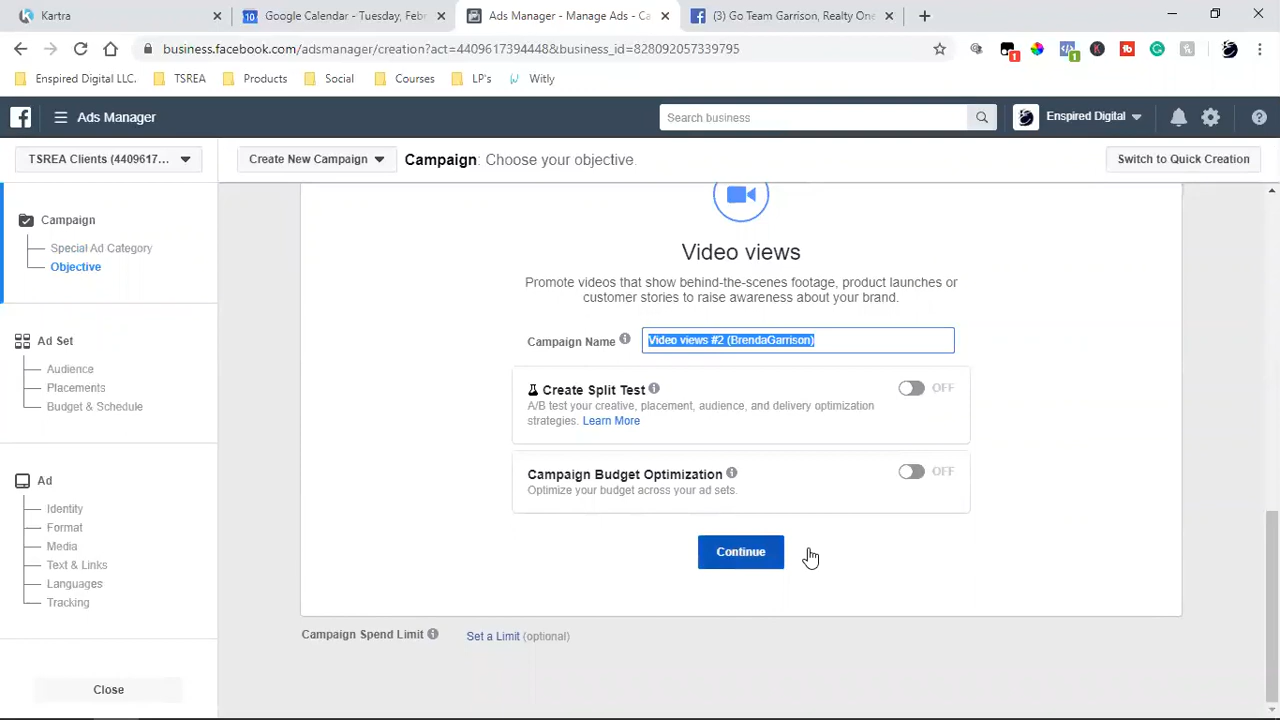 Kartra
Google Calendar - Tuesday, Febru
Ads Manager - Manage Ads - Ca
(3) Go Team Garrison, Realty One
business.facebook.com/adsmanager/creation?act=4409617394448&business_id=828092057339795
Enspired Digital LLC.
TSREA
Products
Social
Courses
LP's
Witly
Ads Manager
Search business
Enspired Digital
TSREA Clients (4409617...
Create New Campaign
Campaign: Choose your objective.
Switch to Quick Creation
Campaign
Special Ad Category
Objective
Ad Set
Audience
Placements
Budget & Schedule
Ad
Identity
Format
Media
Text & Links
Languages
Tracking
Close
Video views
Promote videos that show behind-the-scenes footage, product launches or
customer stories to raise awareness about your brand.
Campaign Name
Video views #2 (BrendaGarrison)
Create Split Test
OFF
A/B test your creative, placement, audience, and delivery optimization
strategies. Learn More
Campaign Budget Optimization
OFF
Optimize your budget across your ad sets.
Continue
Campaign Spend Limit
Set a Limit (optional)